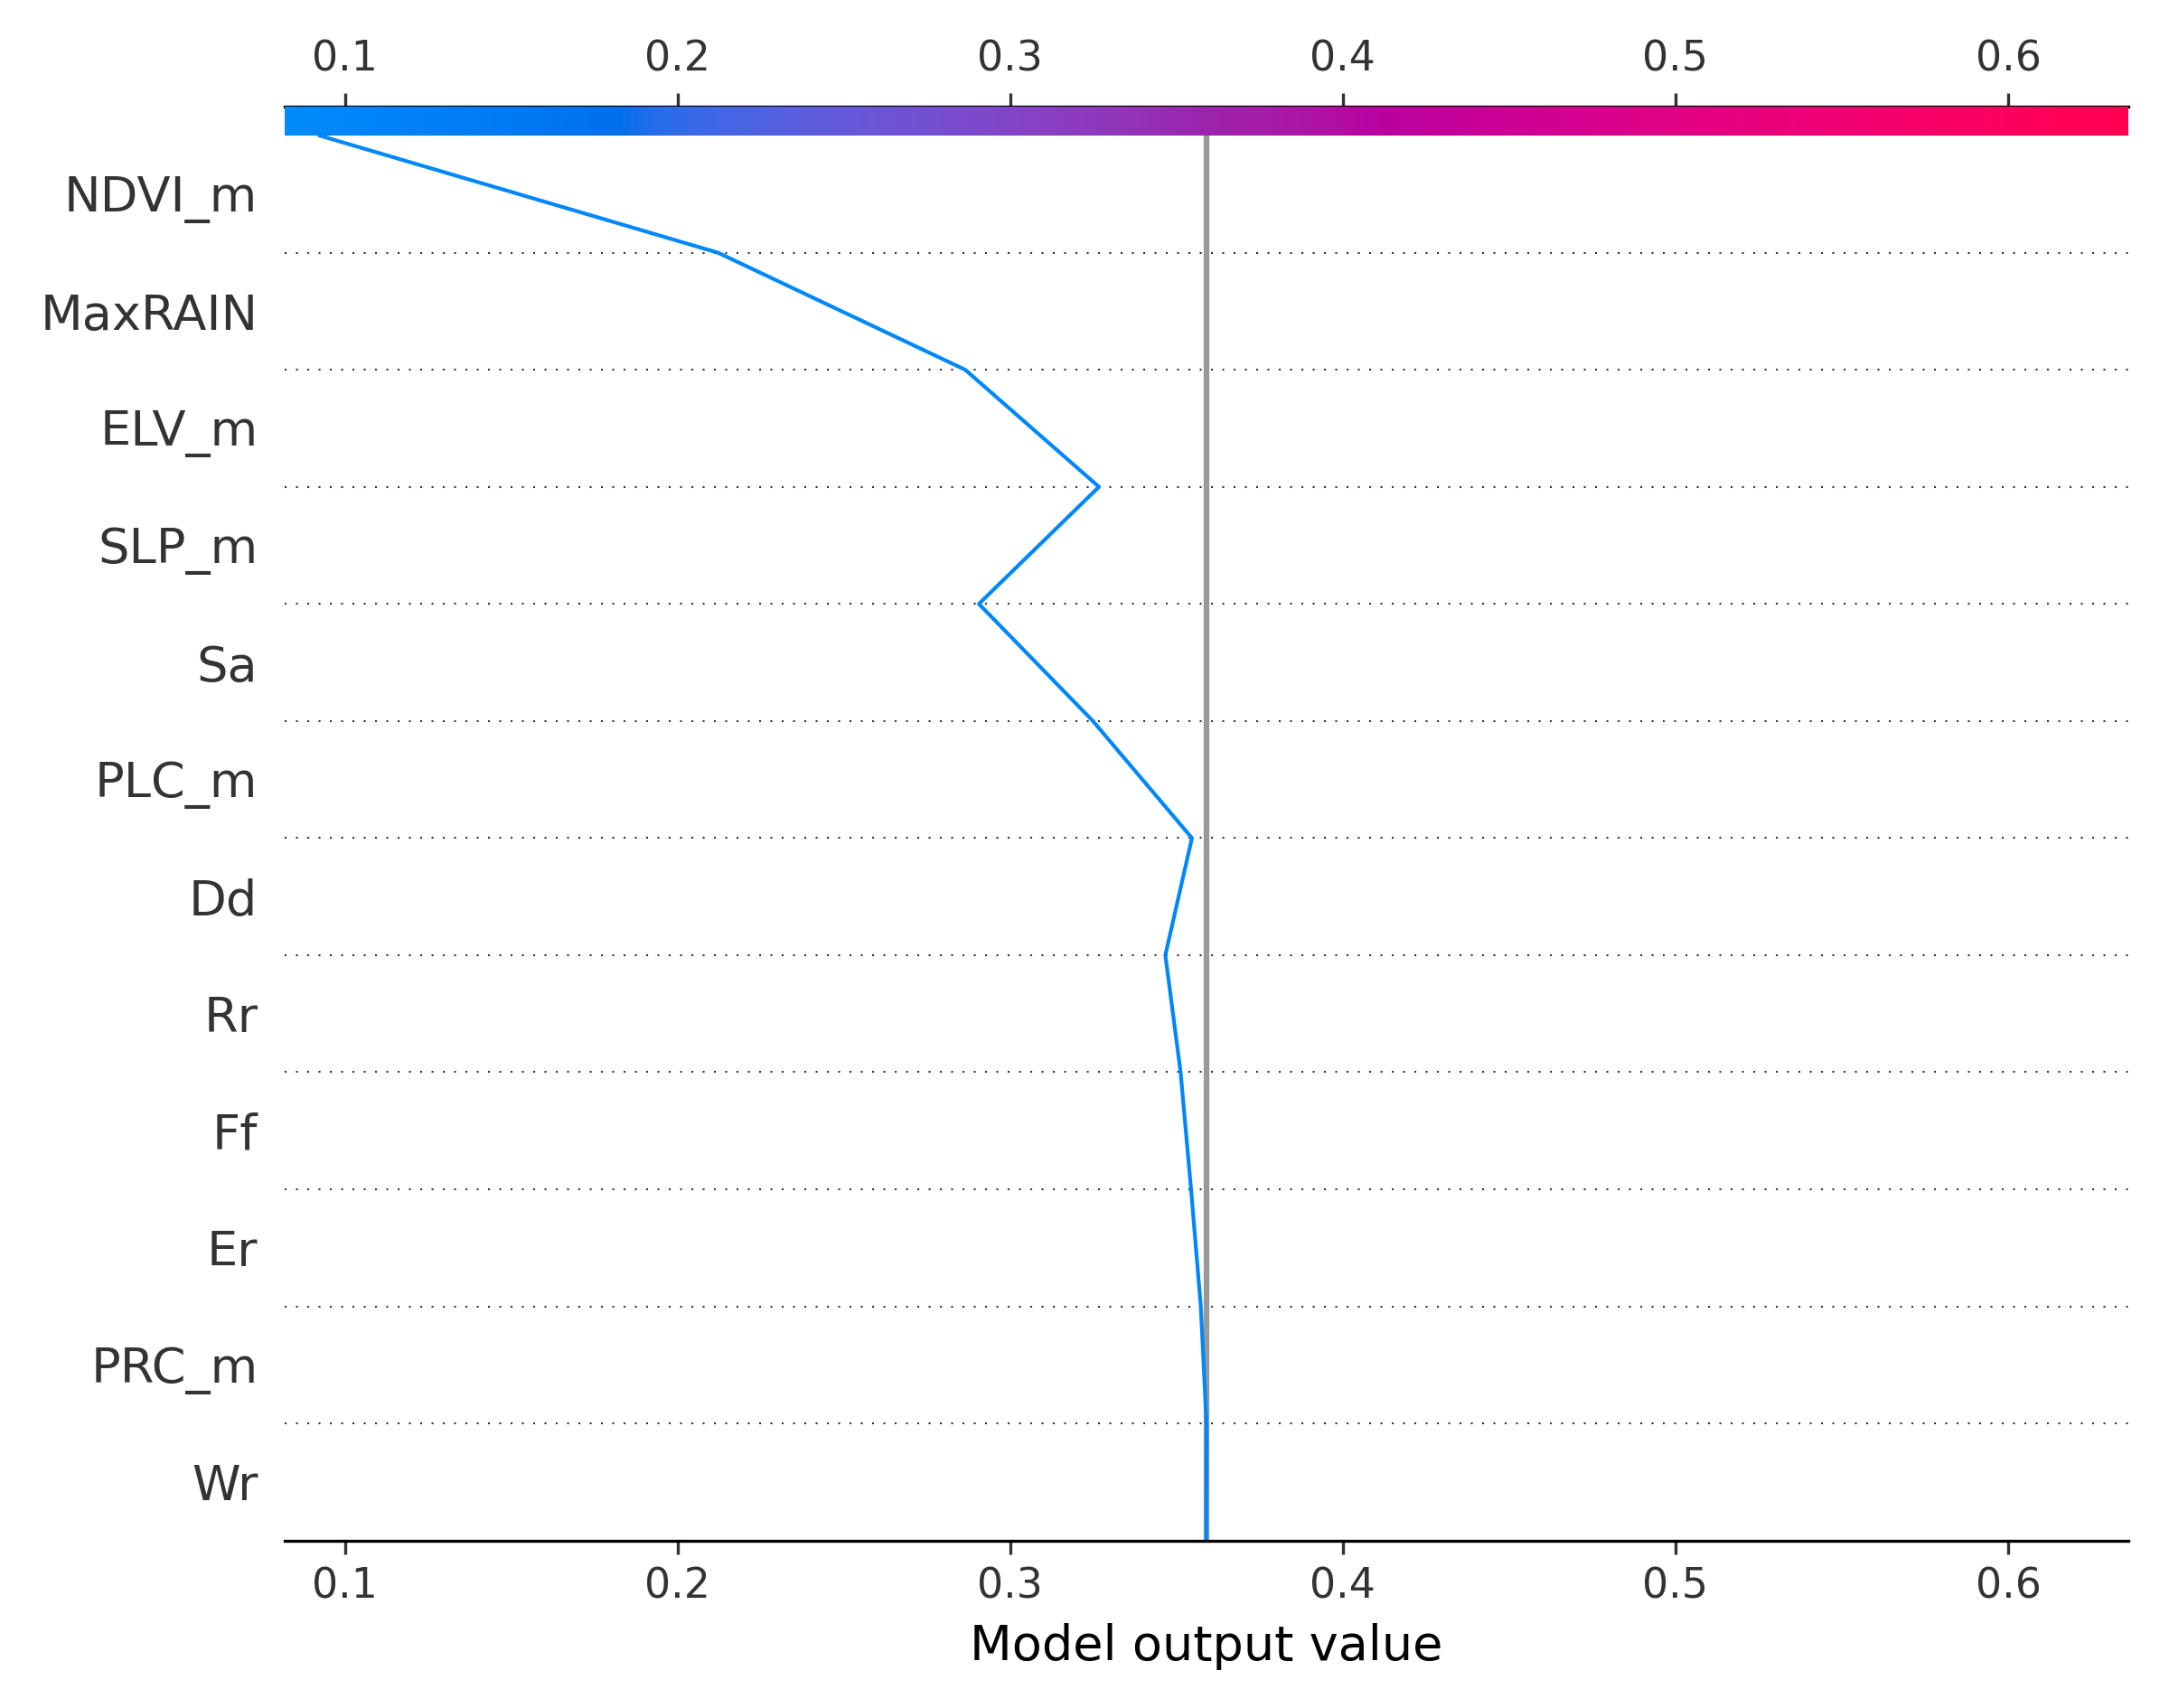 0.1 0.2 0.3 0.4 0.5 0.6
NDVI_m
MaxRAIN
ELV_m
SLP_m
Sa
PLC_m
Dd
Rr
Ff
Er
PRC_m
Wr
0.1 0.2 0.3 0.4 0.5 0.6
Model output value